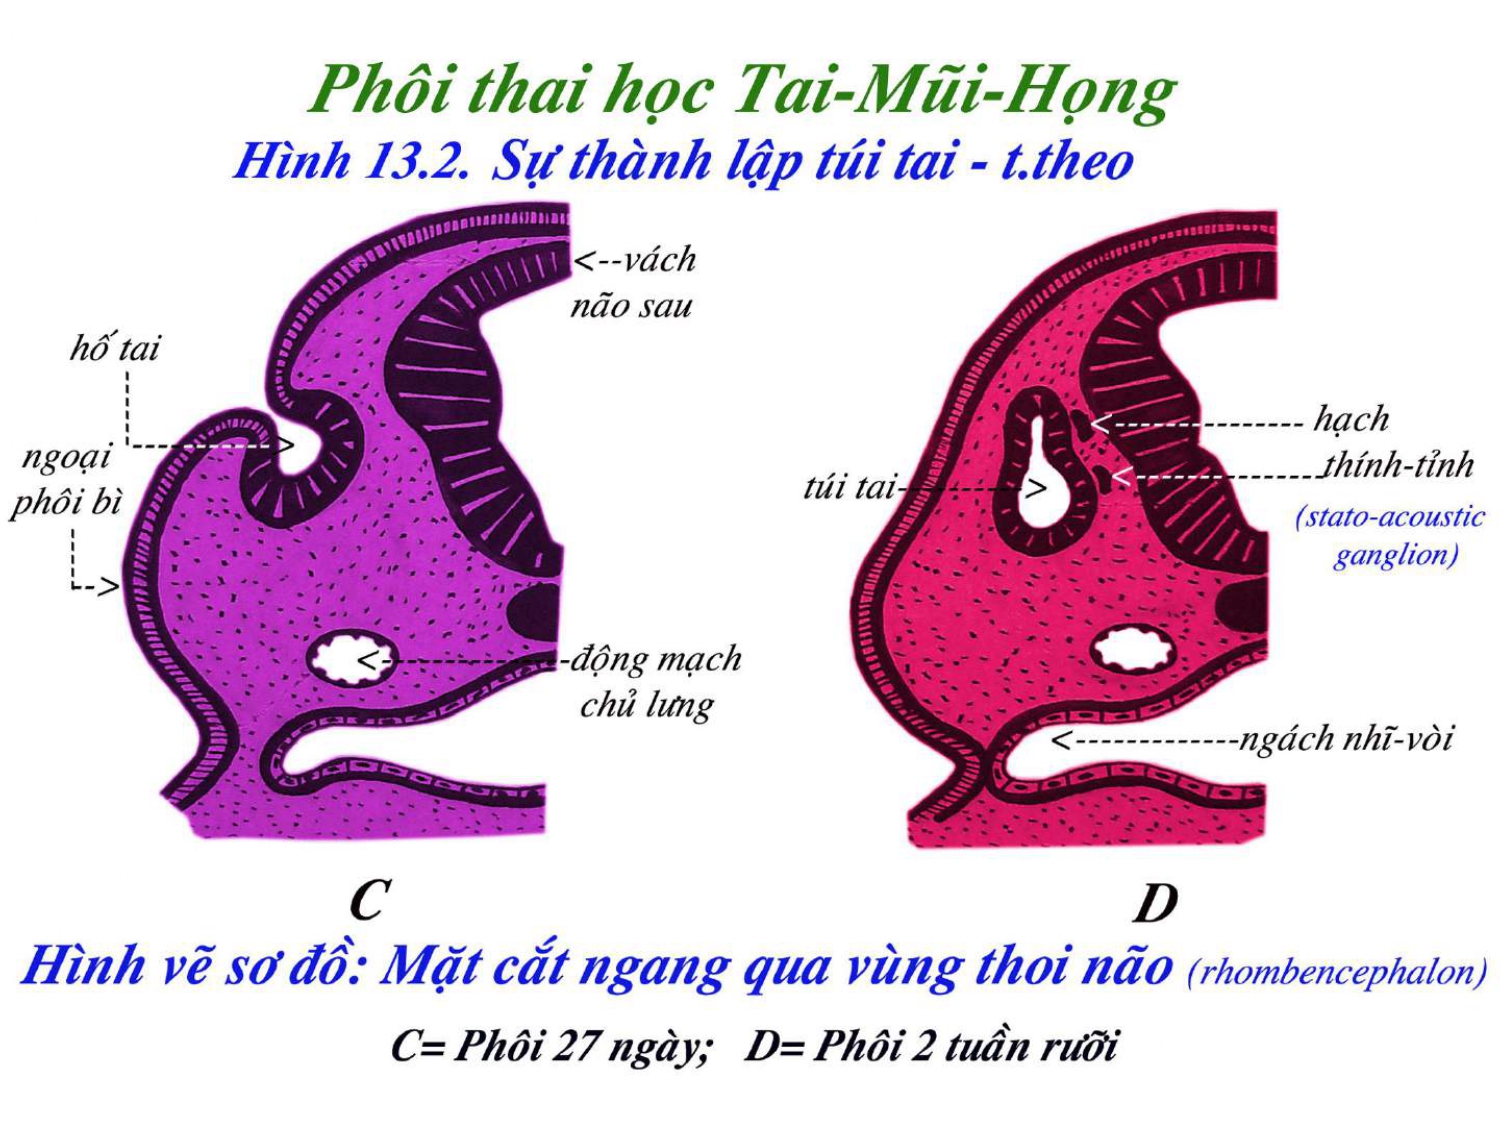 Phôi thai học Tai-Mũi-Họng
Hình 13.2. Sự thành lập túi tai - t.theo
<--vách
não sau
hố tai
ngoại
phôi bì
động mạch
chủ lưng
hạch
thính-tỉnh
(stato-acoustic
ganglion)
túi tai
ngách nhĩ-vòi
C
D
Hình vẽ sơ đồ: Mặt cắt ngang qua vùng thoi não (rhombencephalon)
C= Phôi 27 ngày; D= Phôi 2 tuần rưỡi